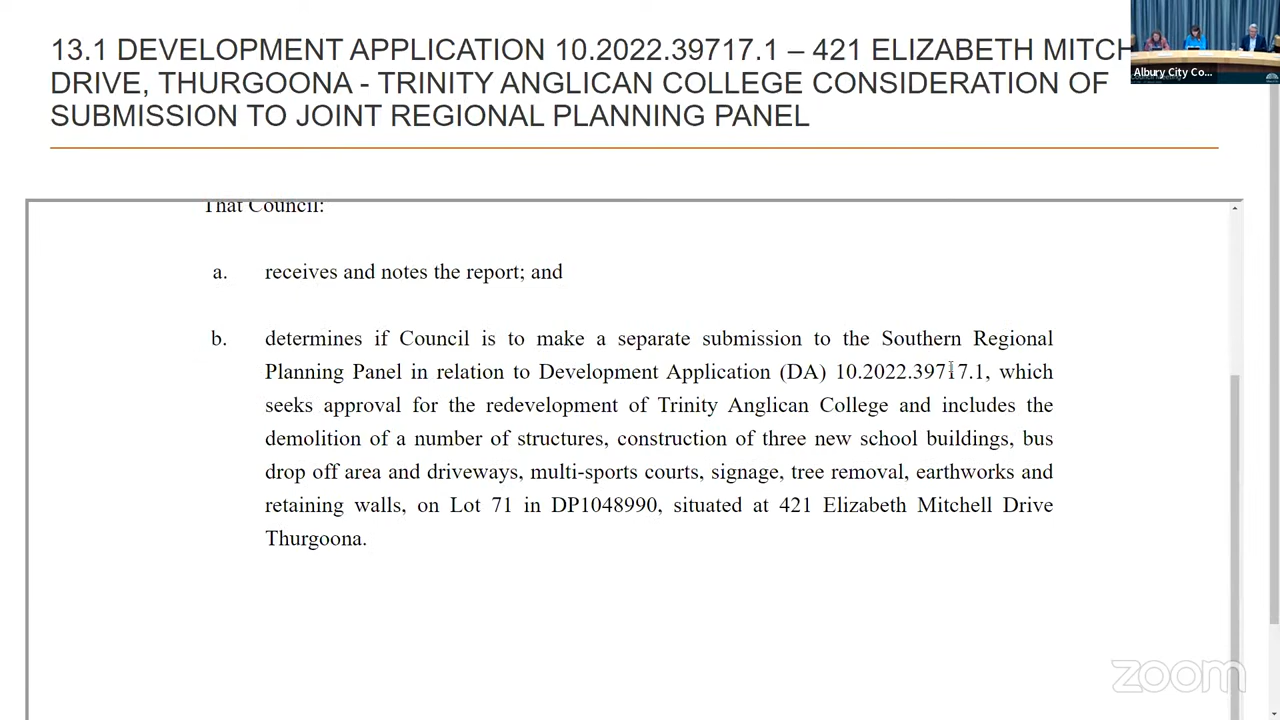 13.1 DEVELOPMENT APPLICATION 10.2022.39717.1 – 421 ELIZABETH MITCH
DRIVE, THURGOONA - TRINITY ANGLICAN COLLEGE CONSIDERATION OF
SUBMISSION TO JOINT REGIONAL PLANNING PANEL
Albury City Co...
That Council:
a. receives and notes the report; and
b. determines if Council is to make a separate submission to the Southern Regional
Planning Panel in relation to Development Application (DA) 10.2022.39717.1, which
seeks approval for the redevelopment of Trinity Anglican College and includes the
demolition of a number of structures, construction of three new school buildings, bus
drop off area and driveways, multi-sports courts, signage, tree removal, earthworks and
retaining walls, on Lot 71 in DP1048990, situated at 421 Elizabeth Mitchell Drive
Thurgoona.
zoom